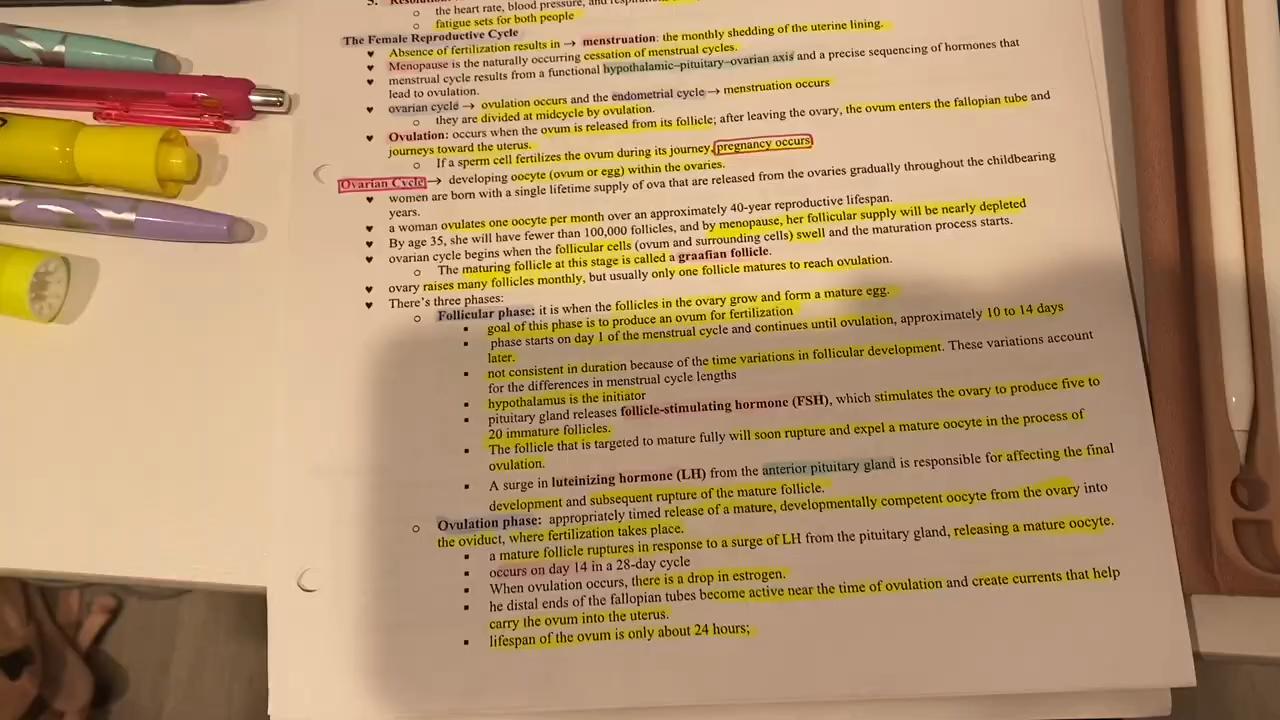 5. Resolution:
o the heart rate, blood pressure, and
o fatigue sets for both people
The Female Reproductive Cycle
♥ Absence of fertilization results in → menstruation: the monthly shedding of the uterine lining.
♥ Menopause is the naturally occurring cessation of menstrual cycles.
♥ menstrual cycle results from a functional hypothalamic–pituitary–ovarian axis and a precise sequencing of hormones that
lead to ovulation.
♥ ovarian cycle → ovulation occurs and the endometrial cycle → menstruation occurs
o they are divided at midcycle by ovulation.
♥ Ovulation: occurs when the ovum is released from its follicle; after leaving the ovary, the ovum enters the fallopian tube and
journeys toward the uterus.
o If a sperm cell fertilizes the ovum during its journey, pregnancy occurs
Ovarian Cycle → developing oocyte (ovum or egg) within the ovaries.
♥ women are born with a single lifetime supply of ova that are released from the ovaries gradually throughout the childbearing
years.
♥ a woman ovulates one oocyte per month over an approximately 40-year reproductive lifespan.
♥ By age 35, she will have fewer than 100,000 follicles, and by menopause, her follicular supply will be nearly depleted
♥ ovarian cycle begins when the follicular cells (ovum and surrounding cells) swell and the maturation process starts.
o The maturing follicle at this stage is called a graafian follicle.
♥ ovary raises many follicles monthly, but usually only one follicle matures to reach ovulation.
♥ There's three phases:
o Follicular phase: it is when the follicles in the ovary grow and form a mature egg.
▪ goal of this phase is to produce an ovum for fertilization
▪ phase starts on day 1 of the menstrual cycle and continues until ovulation, approximately 10 to 14 days
later.
▪ not consistent in duration because of the time variations in follicular development. These variations account
for the differences in menstrual cycle lengths
▪ hypothalamus is the initiator
▪ pituitary gland releases follicle-stimulating hormone (FSH), which stimulates the ovary to produce five to
20 immature follicles.
▪ The follicle that is targeted to mature fully will soon rupture and expel a mature oocyte in the process of
ovulation.
▪ A surge in luteinizing hormone (LH) from the anterior pituitary gland is responsible for affecting the final
development and subsequent rupture of the mature follicle.
o Ovulation phase: appropriately timed release of a mature, developmentally competent oocyte from the ovary into
the oviduct, where fertilization takes place.
▪ a mature follicle ruptures in response to a surge of LH from the pituitary gland, releasing a mature oocyte.
▪ occurs on day 14 in a 28-day cycle
▪ When ovulation occurs, there is a drop in estrogen.
▪ he distal ends of the fallopian tubes become active near the time of ovulation and create currents that help
carry the ovum into the uterus.
▪ lifespan of the ovum is only about 24 hours;